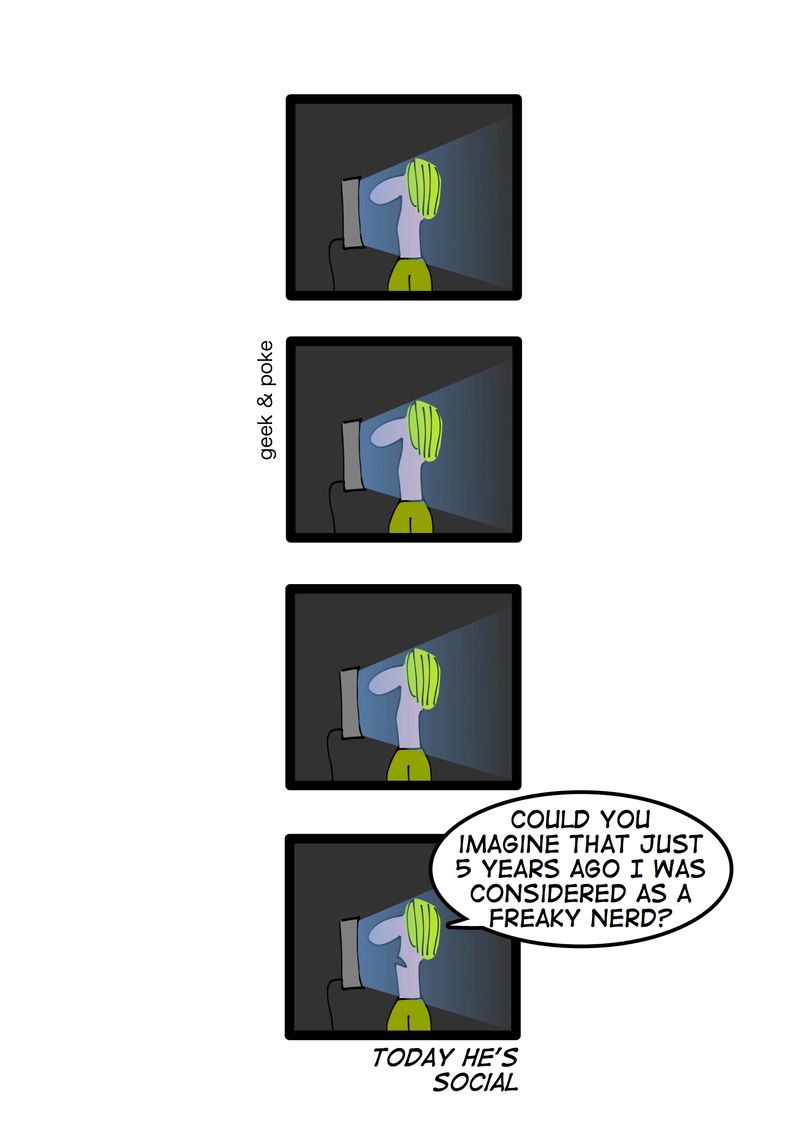 geek & poke
COULD YOU
IMAGINE THAT JUST
5 YEARS AGO I WAS
CONSIDERED AS A
FREAKY NERD?
TODAY HE'S
SOCIAL